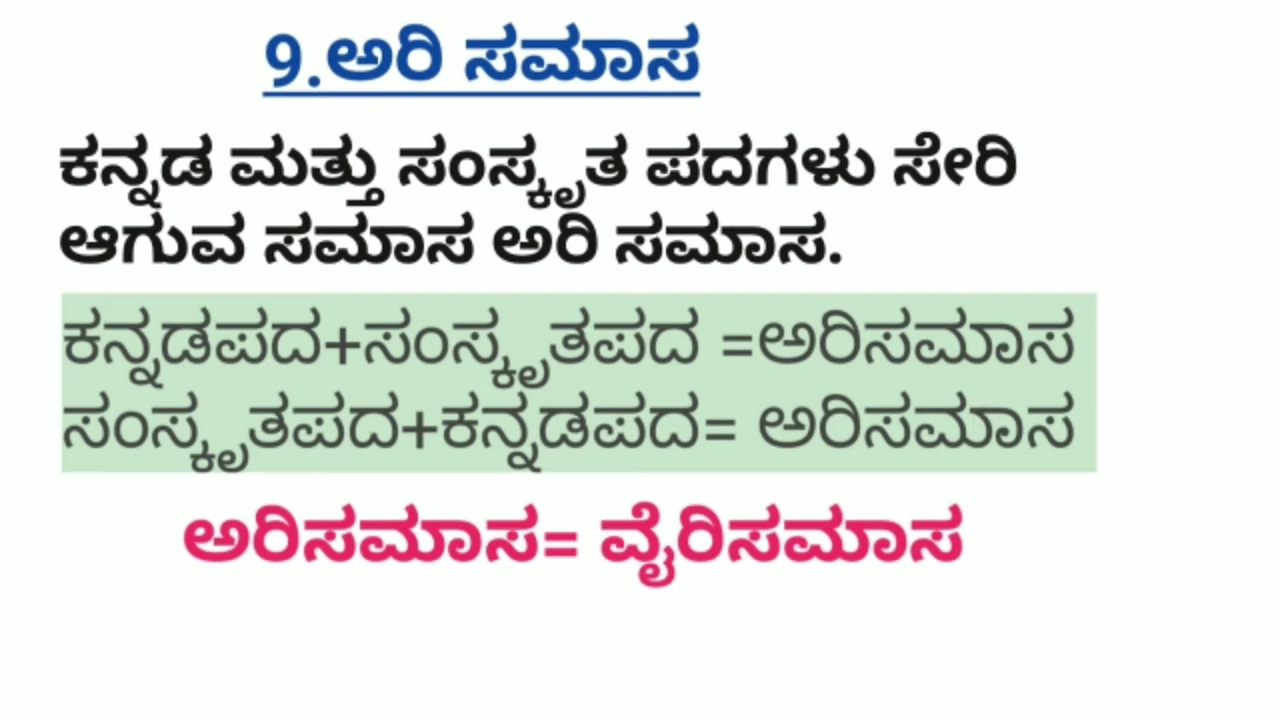 9.ಅರಿ ಸಮಾಸ
ಕನ್ನಡ ಮತ್ತು ಸಂಸ್ಕೃತ ಪದಗಳು ಸೇರಿ
ಆಗುವ ಸಮಾಸ ಅರಿ ಸಮಾಸ.
ಕನ್ನಡಪದ+ಸಂಸ್ಕೃತಪದ =ಅರಿಸಮಾಸ
ಸಂಸ್ಕೃತಪದ+ಕನ್ನಡಪದ= ಅರಿಸಮಾಸ
ಅರಿಸಮಾಸ= ವೈರಿಸಮಾಸ